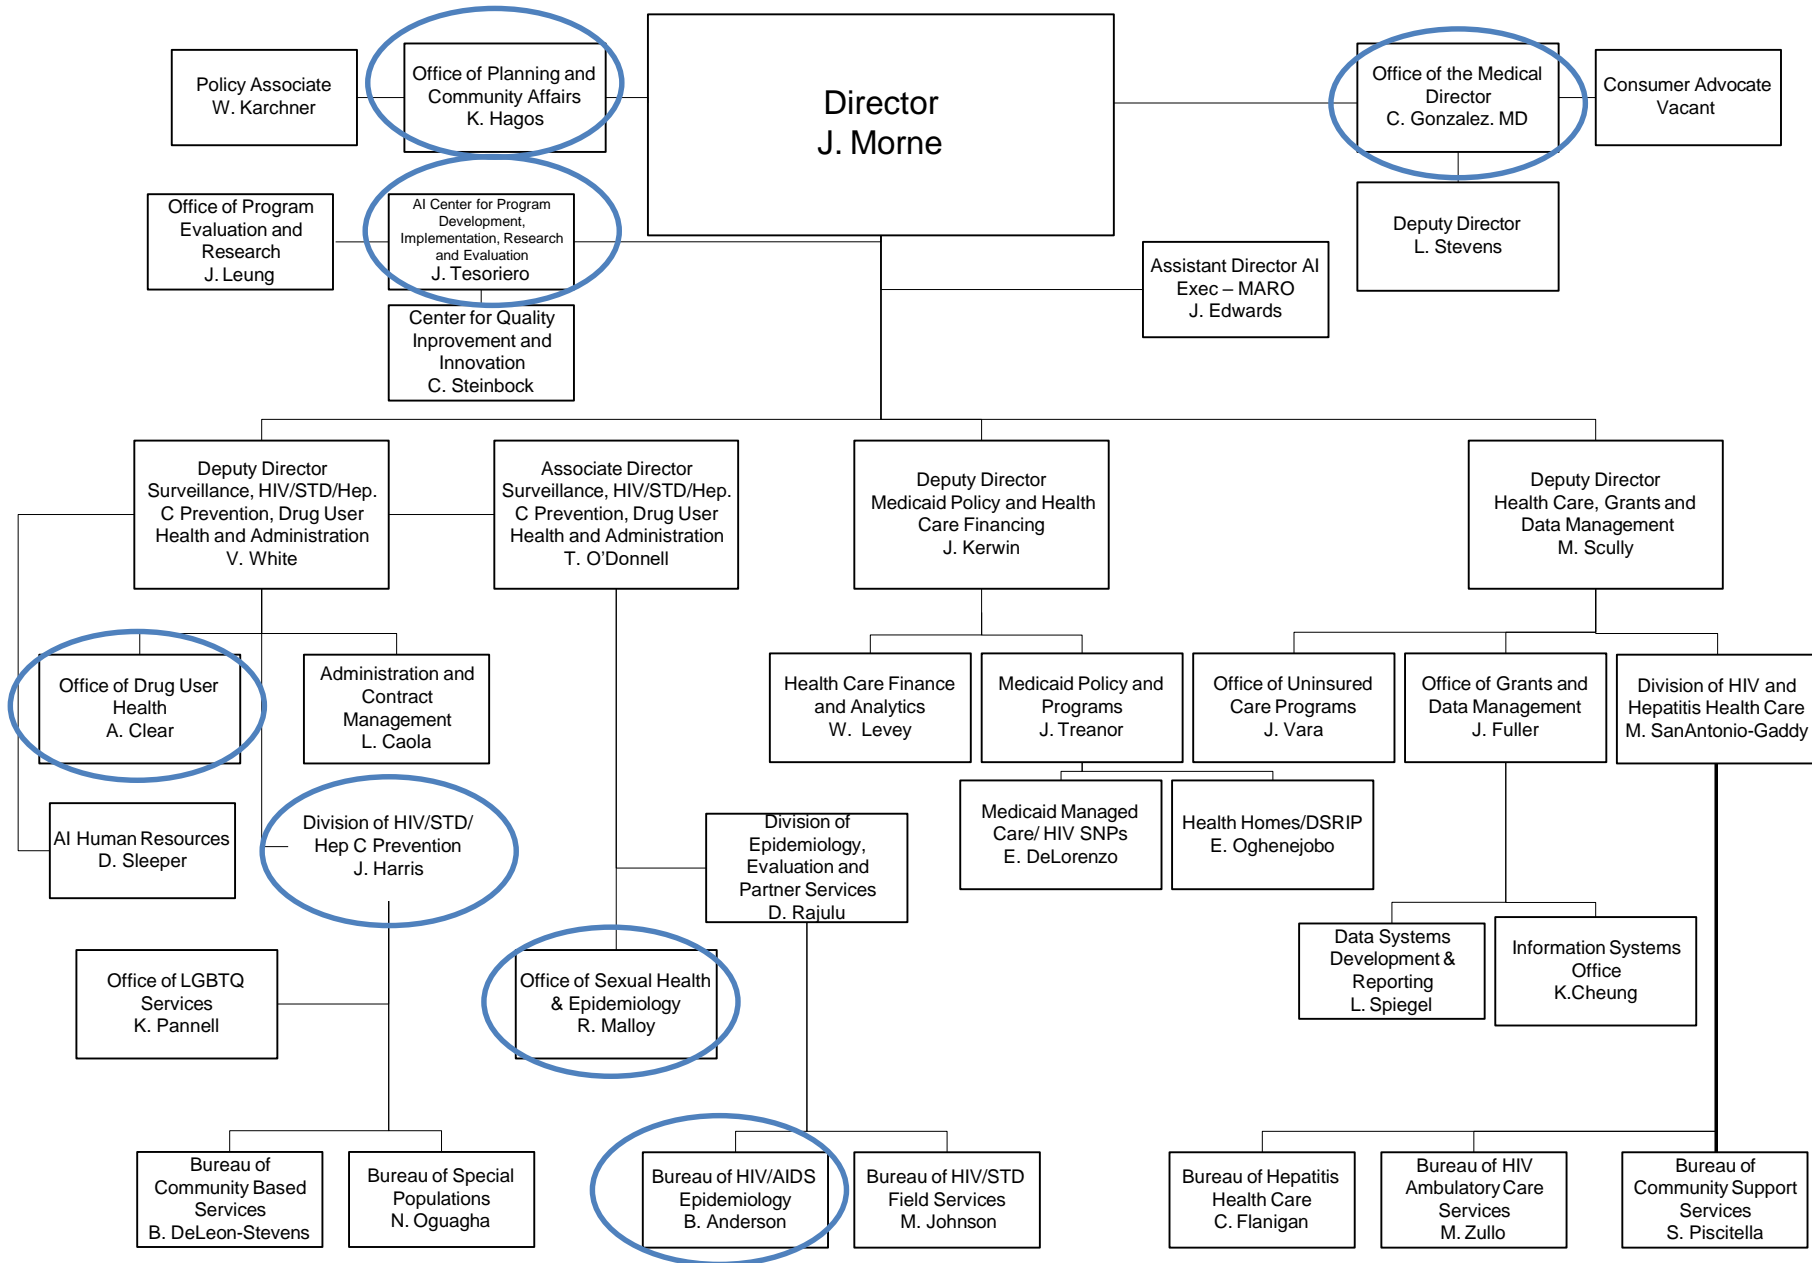 Policy Associate
W. Karchner
Office of Planning and
Community Affairs
K. Hagos
Director
J. Morne
Office of the Medical
Director
C. Gonzalez. MD
Consumer Advocate
Vacant
Office of Program
Evaluation and
Research
J. Leung
AI Center for Program
Development,
Implementation, Research
and Evaluation
J. Tesoriero
Deputy Director
L. Stevens
Assistant Director AI
Exec – MARO
J. Edwards
Center for Quality
Inprovement and
Innovation
C. Steinbock
Deputy Director
Surveillance, HIV/STD/Hep.
C Prevention, Drug User
Health and Administration
V. White
Associate Director
Surveillance, HIV/STD/Hep.
C Prevention, Drug User
Health and Administration
T. O’Donnell
Deputy Director
Medicaid Policy and Health
Care Financing
J. Kerwin
Deputy Director
Health Care, Grants and
Data Management
M. Scully
Office of Drug User
Health
A. Clear
Administration and
Contract
Management
L. Caola
Health Care Finance
and Analytics
W. Levey
Medicaid Policy and
Programs
J. Treanor
Office of Uninsured
Care Programs
J. Vara
Office of Grants and
Data Management
J. Fuller
Division of HIV and
Hepatitis Health Care
M. SanAntonio-Gaddy
AI Human Resources
D. Sleeper
Division of HIV/STD/
Hep C Prevention
J. Harris
Division of
Epidemiology,
Evaluation and
Partner Services
D. Rajulu
Medicaid Managed
Care/ HIV SNPs
E. DeLorenzo
Health Homes/DSRIP
E. Oghenejobo
Office of LGBTQ
Services
K. Pannell
Office of Sexual Health
& Epidemiology
R. Malloy
Data Systems
Development &
Reporting
L. Spiegel
Information Systems
Office
K.Cheung
Bureau of
Community Based
Services
B. DeLeon-Stevens
Bureau of Special
Populations
N. Oguagha
Bureau of HIV/AIDS
Epidemiology
B. Anderson
Bureau of HIV/STD
Field Services
M. Johnson
Bureau of Hepatitis
Health Care
C. Flanigan
Bureau of HIV
Ambulatory Care
Services
M. Zullo
Bureau of
Community Support
Services
S. Piscitella